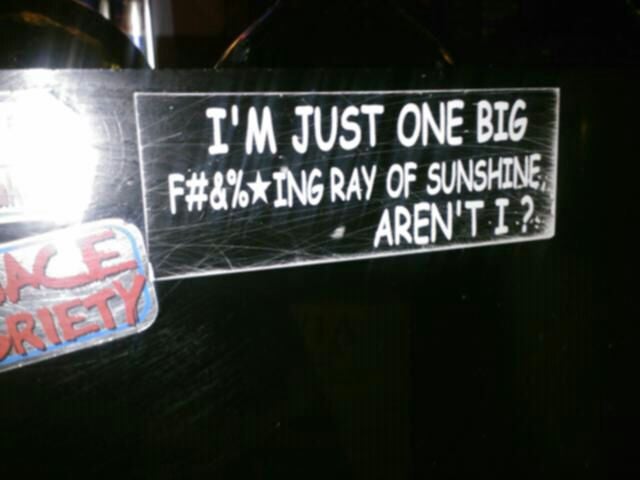 I'M JUST ONE BIG
F#&%★ING RAY OF SUNSHINE,
AREN'T I ?